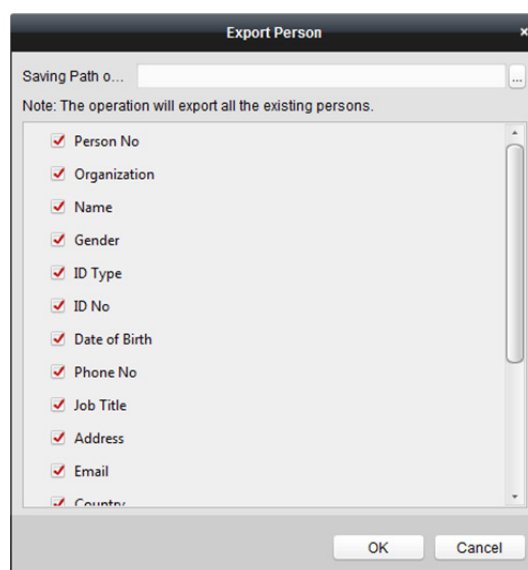 Export Person
Saving Path o...
...
Note: The operation will export all the existing persons.
Person No
Organization
Name
Gender
ID Type
ID No
Date of Birth
Phone No
Job Title
Address
Email
Country
OK Cancel